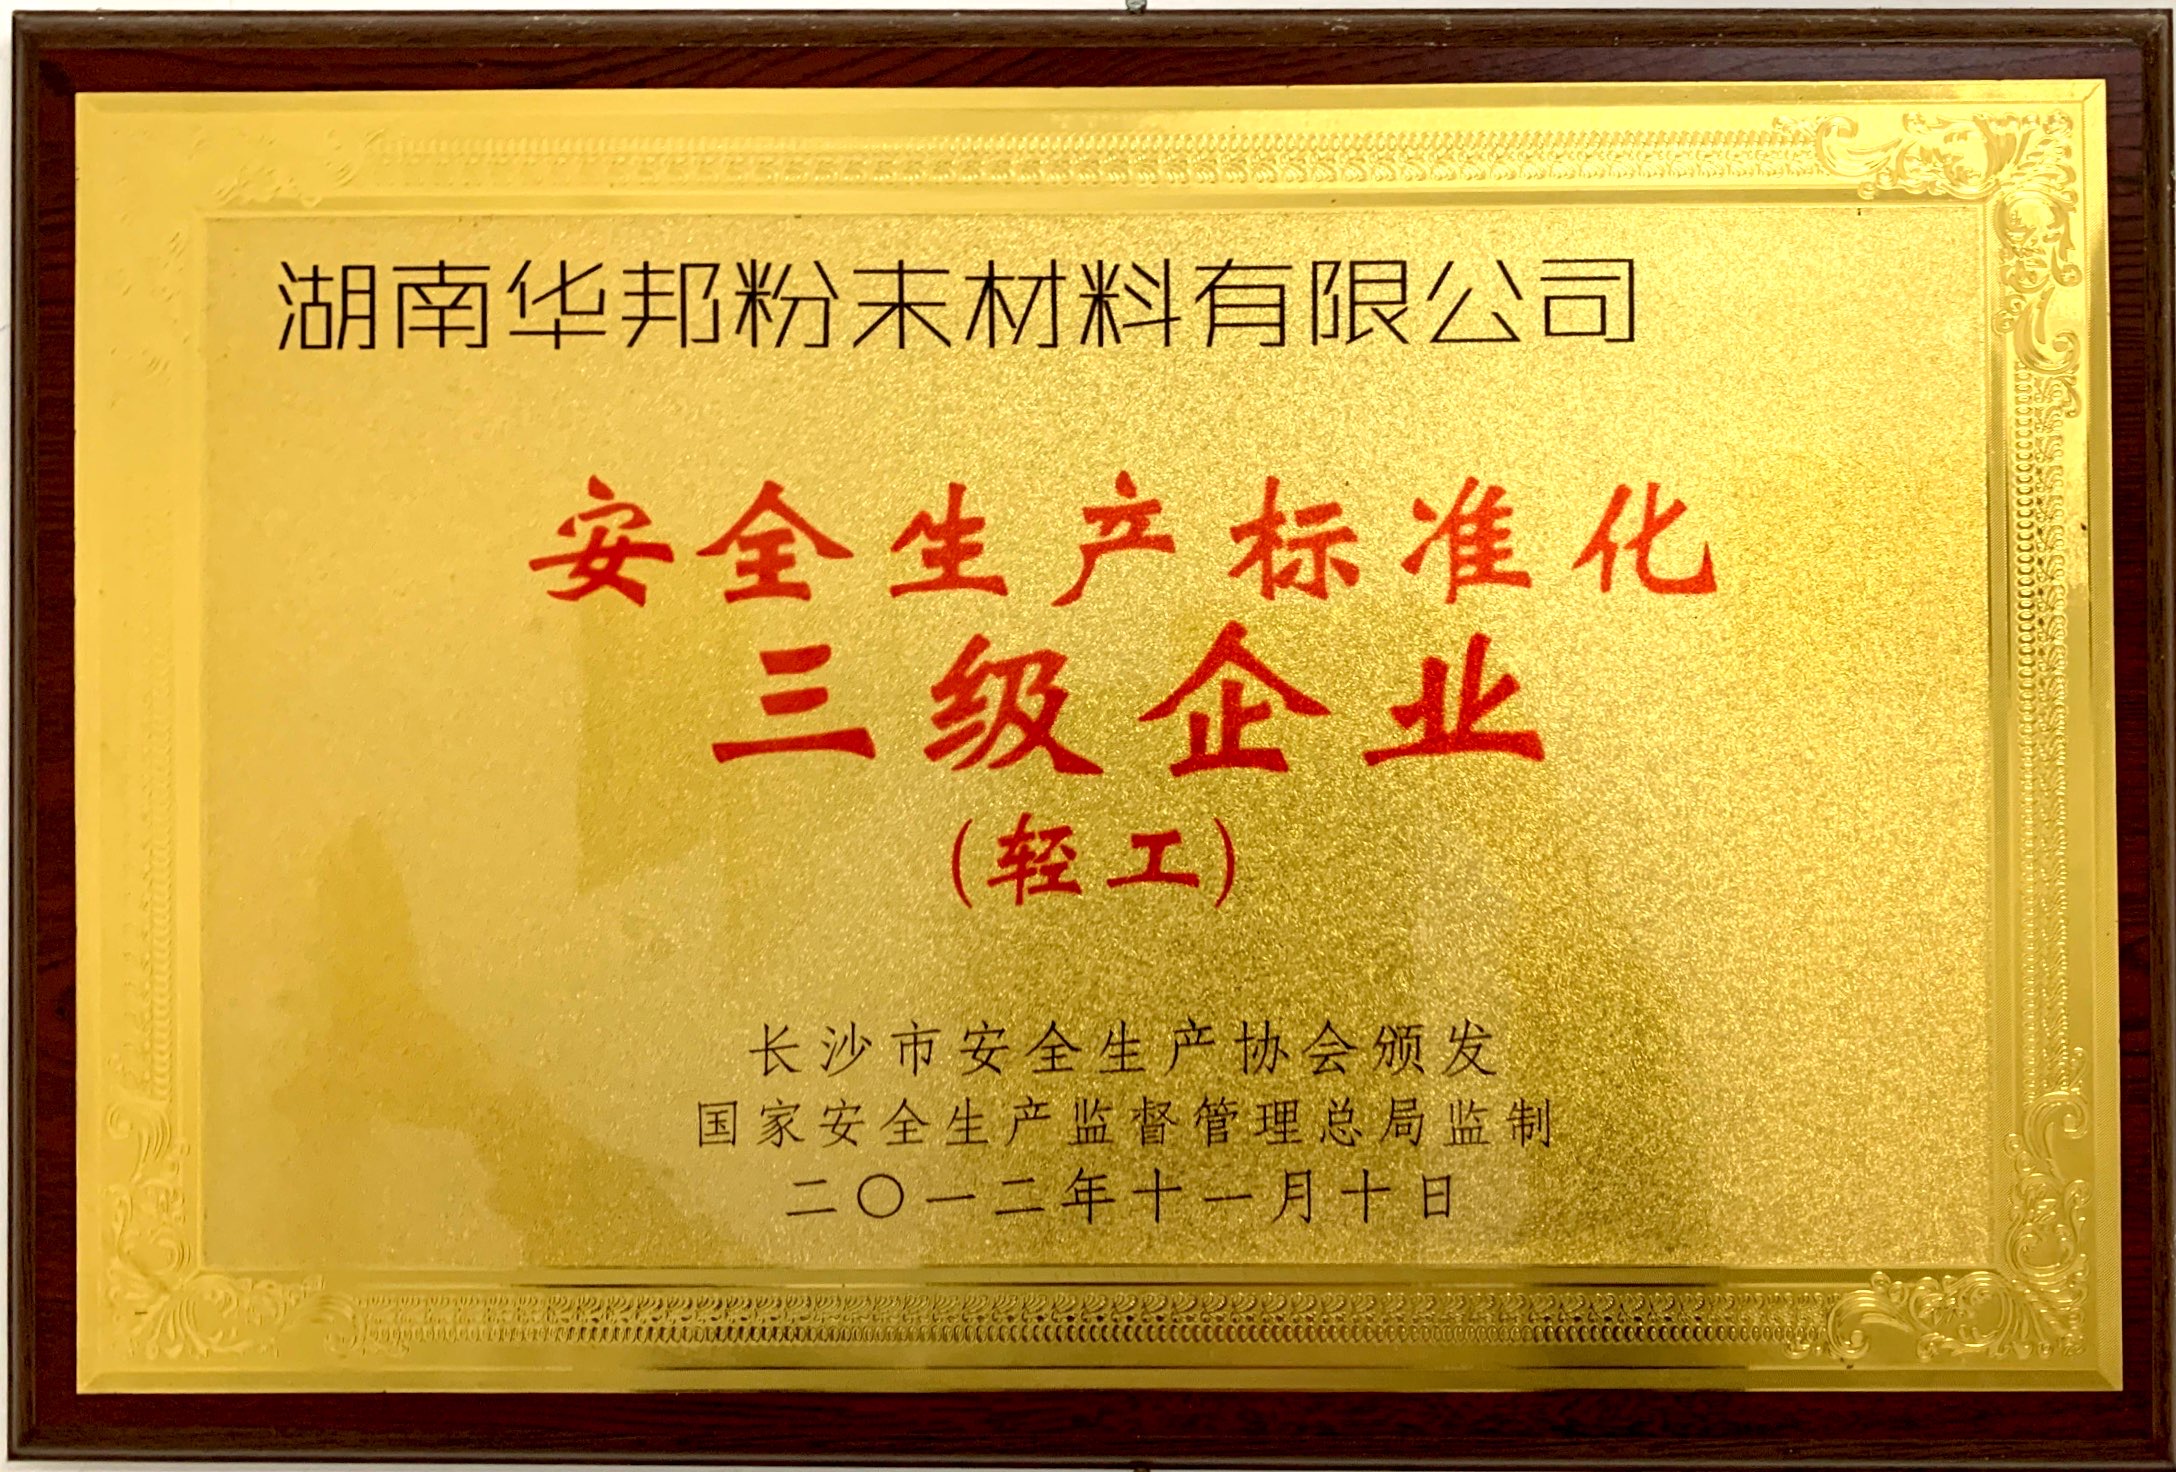 湖南华邦粉末材料有限公司
安全生产标准化
三级企业
(轻工)
长沙市安全生产协会颁发
国家安全生产监督管理总局监制
二〇一二年十一月十日